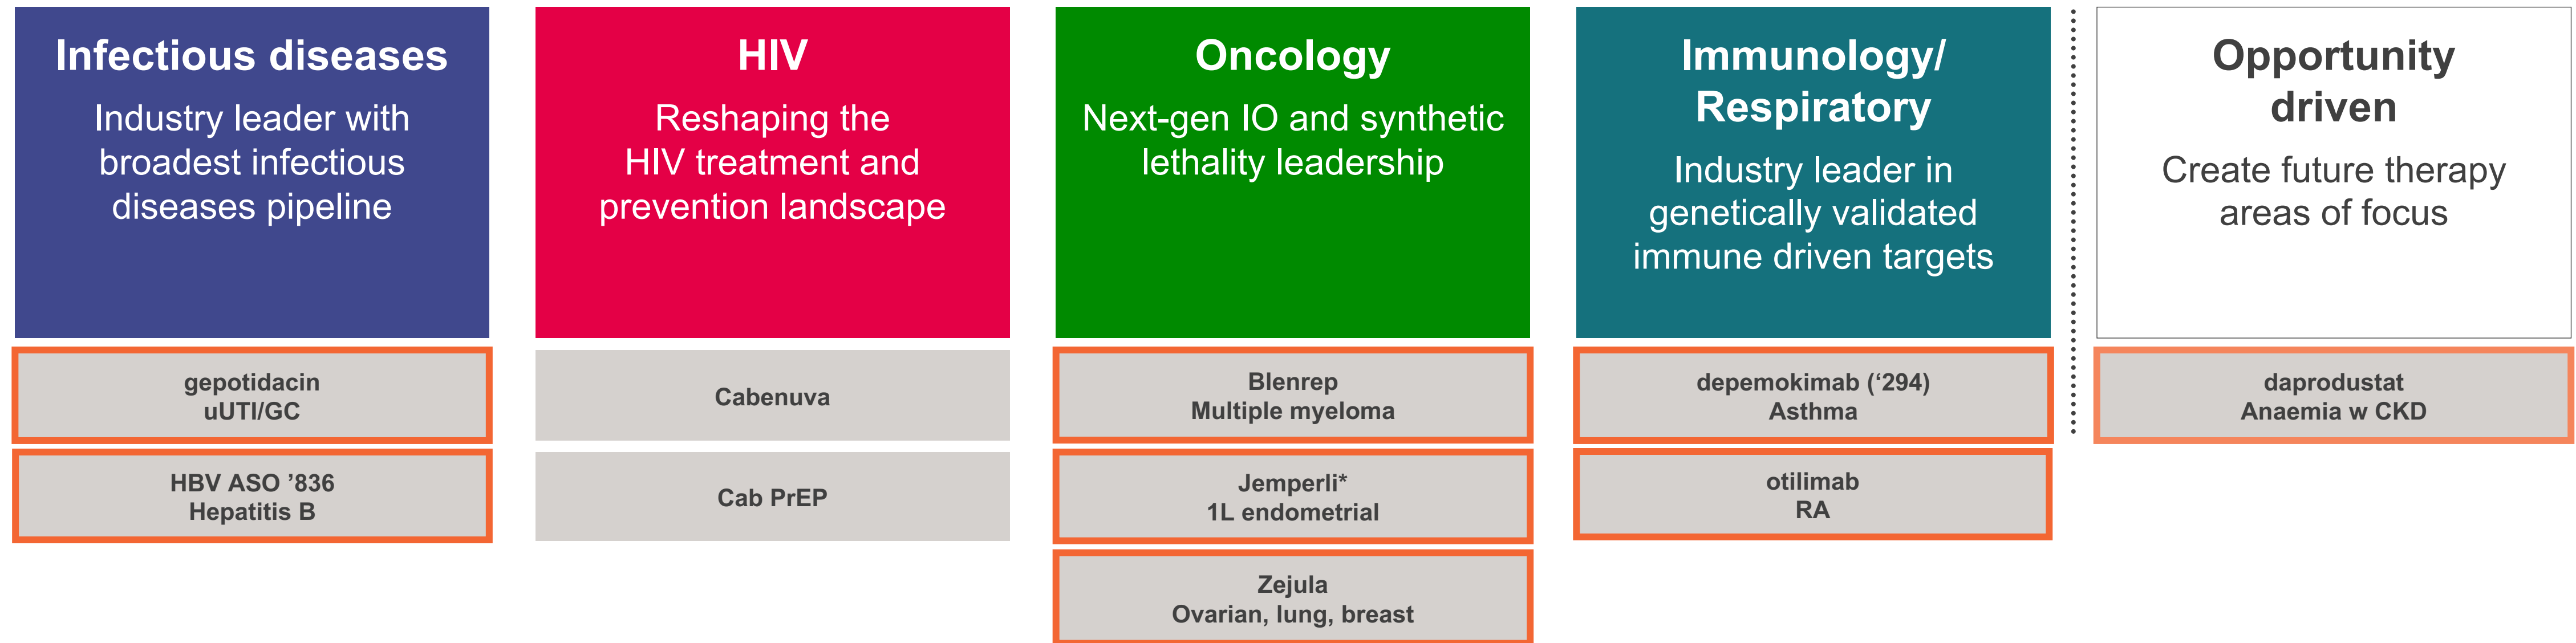 Infectious diseases
Industry leader with
broadest infectious
diseases pipeline
gepotidacin
uUTI/GC
HBV ASO ’836
Hepatitis B
HIV
Reshaping the
HIV treatment and
prevention landscape
Cabenuva
Cab PrEP
Oncology
Next-gen IO and synthetic
lethality leadership
Blenrep
Multiple myeloma
Jemperli*
1L endometrial
Zejula
Ovarian, lung, breast
Immunology/
Respiratory
Industry leader in
genetically validated
immune driven targets
depemokimab (‘294)
Asthma
otilimab
RA
Opportunity
driven
Create future therapy
areas of focus
daprodustat
Anaemia w CKD